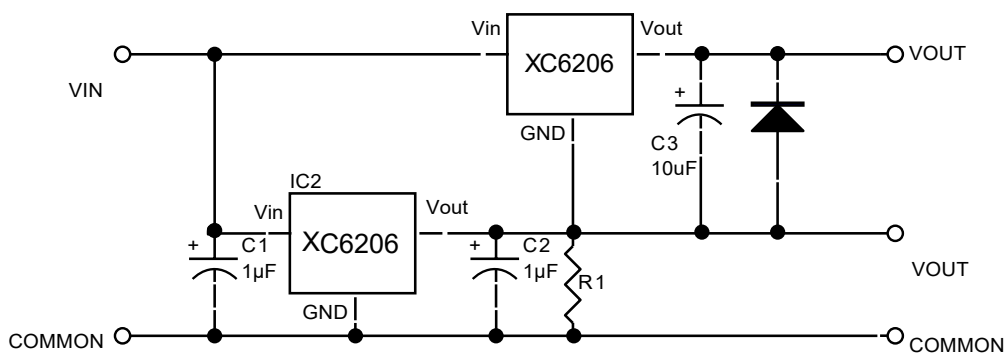 Vin
Vout
XC6206
VOUT
VIN
GND
+
C3
10uF
IC2
Vin
Vout
XC6206
+
C1
1µF
+
C2
1µF
R1
VOUT
GND
COMMON
COMMON